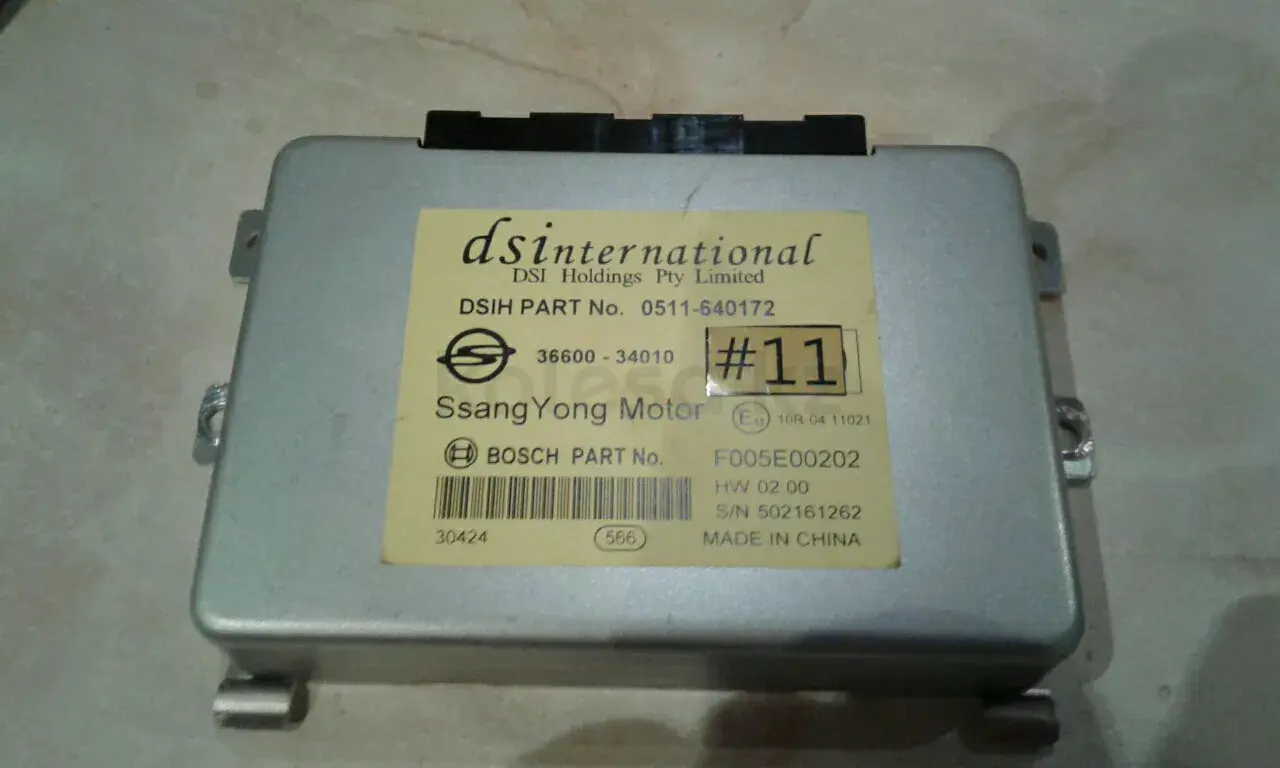 dsinternational
DSI Holdings Pty Limited
DSIH PART No. 0511-640172
36600 - 34010 #11
SsangYong Motor E11 10R 04 11021
BOSCH PART No. F005E00202
HW 02 00
S/N 502161262
30424 566 MADE IN CHINA